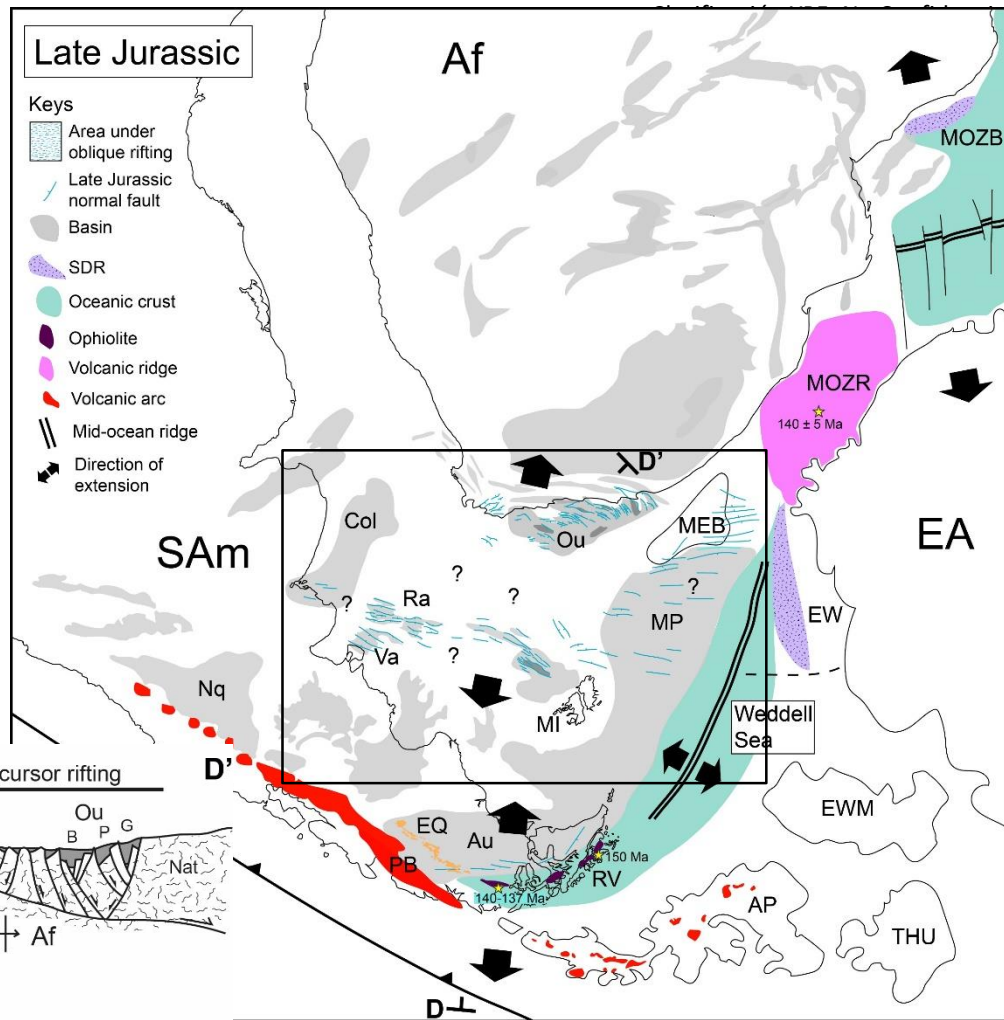 Late Jurassic
Keys
Area under
oblique rifting
Late Jurassic
normal fault
Basin
SDR
Oceanic crust
Ophiolite
Volcanic ridge
Volcanic arc
Mid-ocean ridge
Direction of
extension
Af
MOZB
MOZR
140 ± 5 Ma
D'
Col
Ou
MEB
SAm
EA
?
?
?
?
?
Ra
MP
EW
Va
Nq
MI
Weddell
Sea
D'
cursor rifting
Ou
B
P
G
Nat
Af
EQ
Au
PB
150 Ma
RV
140-137 Ma
EWM
AP
THU
D